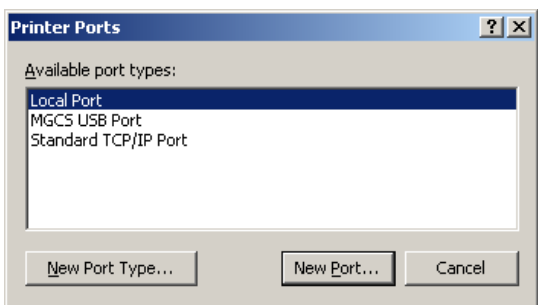 Printer Ports
Available port types:
Local Port
MGCS USB Port
Standard TCP/IP Port
New Port Type... New Port... Cancel